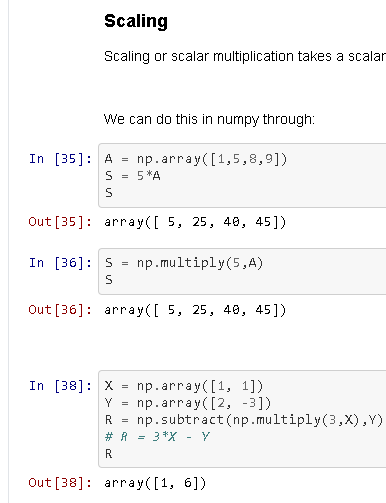 Scaling
Scaling or scalar multiplication takes a scalar
We can do this in numpy through:
In [35]: A = np.array([1,5,8,9])
S = 5*A
S
Out[35]: array([ 5, 25, 40, 45])
In [36]: S = np.multiply(5,A)
S
Out[36]: array([ 5, 25, 40, 45])
In [38]: X = np.array([1, 1])
Y = np.array([2, -3])
R = np.subtract(np.multiply(3,X),Y)
# R = 3*X - Y
R
Out[38]: array([1, 6])